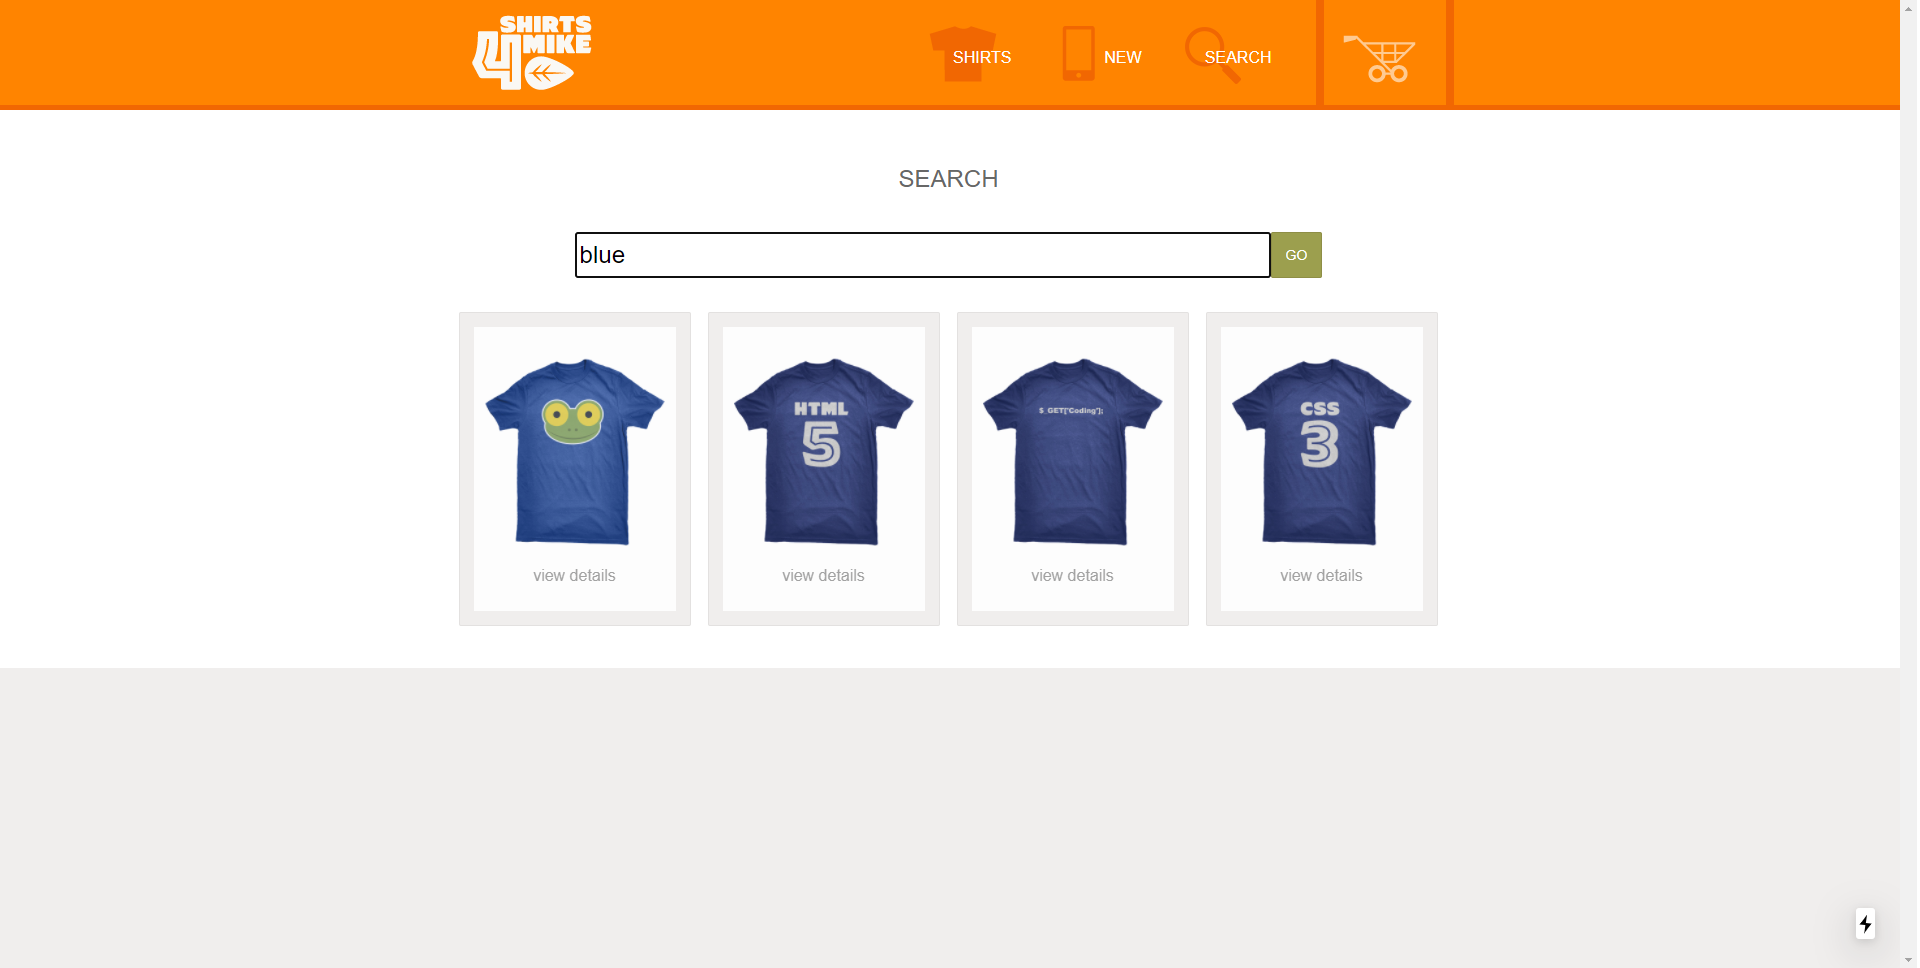 SHIRTS
4 MIKE
SHIRTS
NEW
SEARCH
SEARCH
blue
GO
HTML
5
$_GET['Coding'];
CSS
3
view details
view details
view details
view details